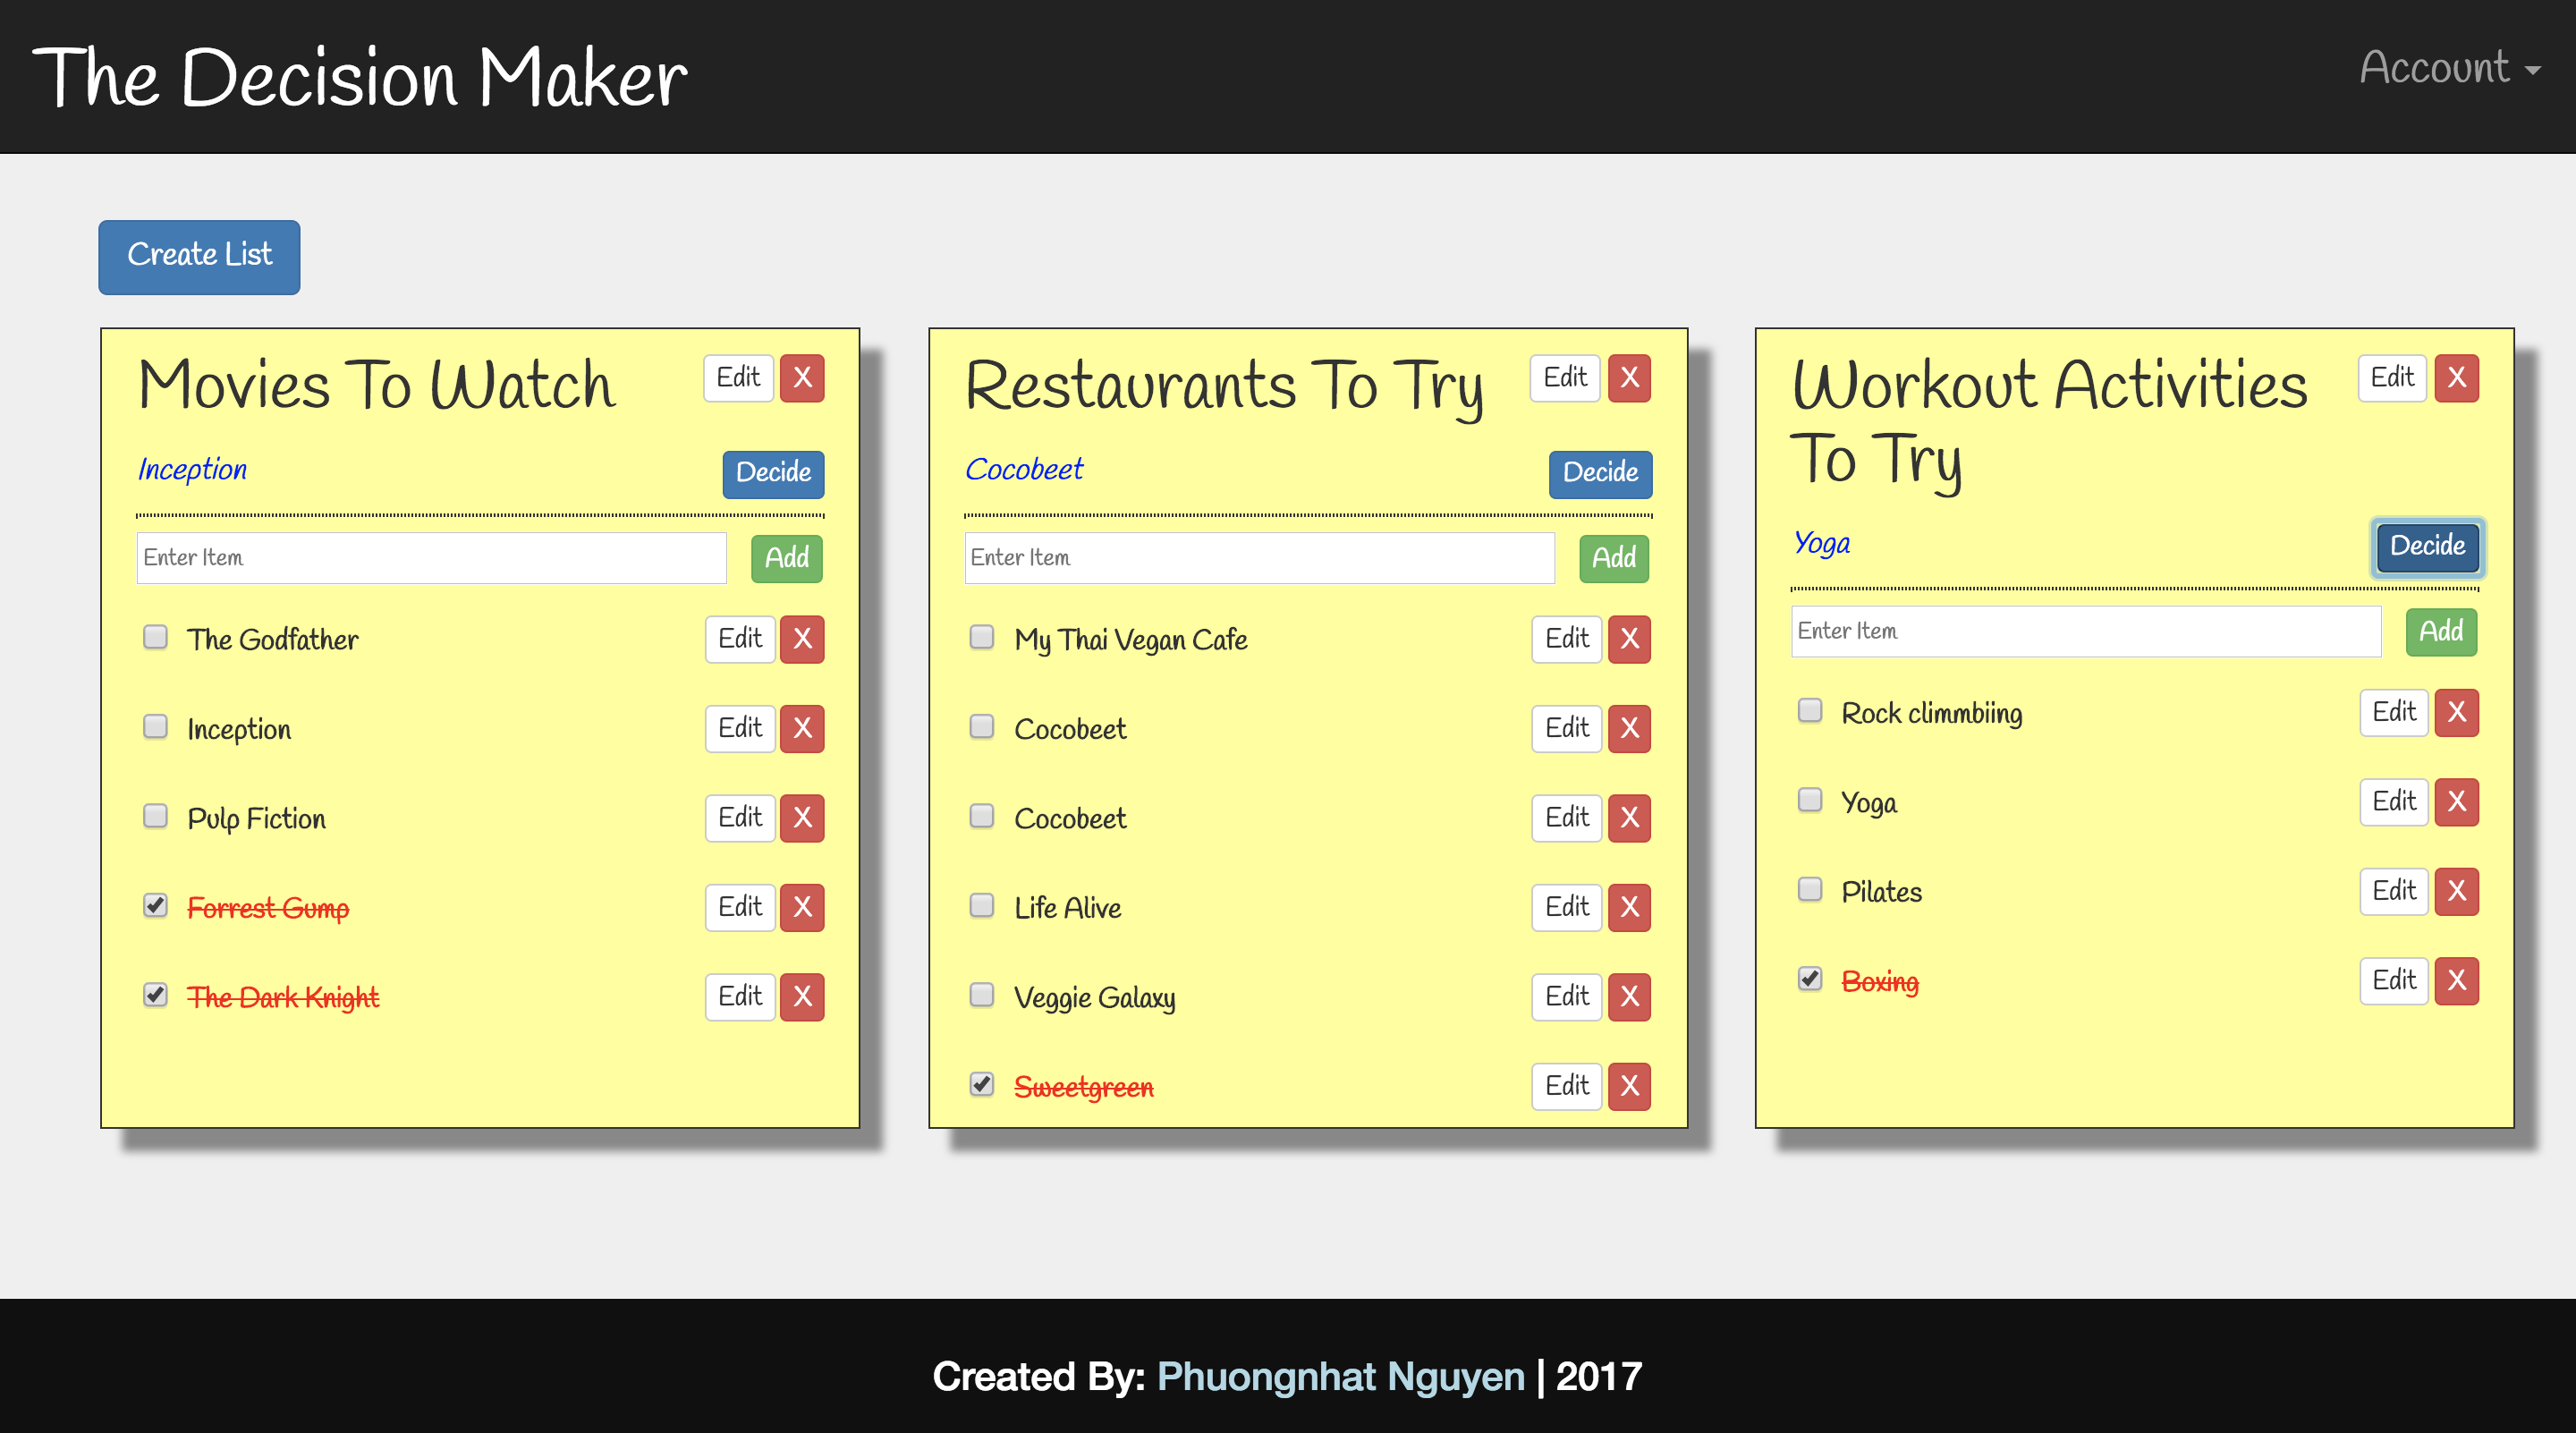 The Decision Maker
Account
Create List
Movies To Watch
Edit X
Inception
Decide
Enter Item
Add
The Godfather Edit X
Inception Edit X
Pulp Fiction Edit X
Forrest Gump Edit X
The Dark Knight Edit X
Restaurants To Try
Edit X
Cocobeet
Decide
Enter Item
Add
My Thai Vegan Cafe Edit X
Cocobeet Edit X
Cocobeet Edit X
Life Alive Edit X
Veggie Galaxy Edit X
Sweetgreen Edit X
Workout Activities
To Try
Edit X
Yoga
Decide
Enter Item
Add
Rock climmbiing Edit X
Yoga Edit X
Pilates Edit X
Boxing Edit X
Created By: Phuongnhat Nguyen | 2017